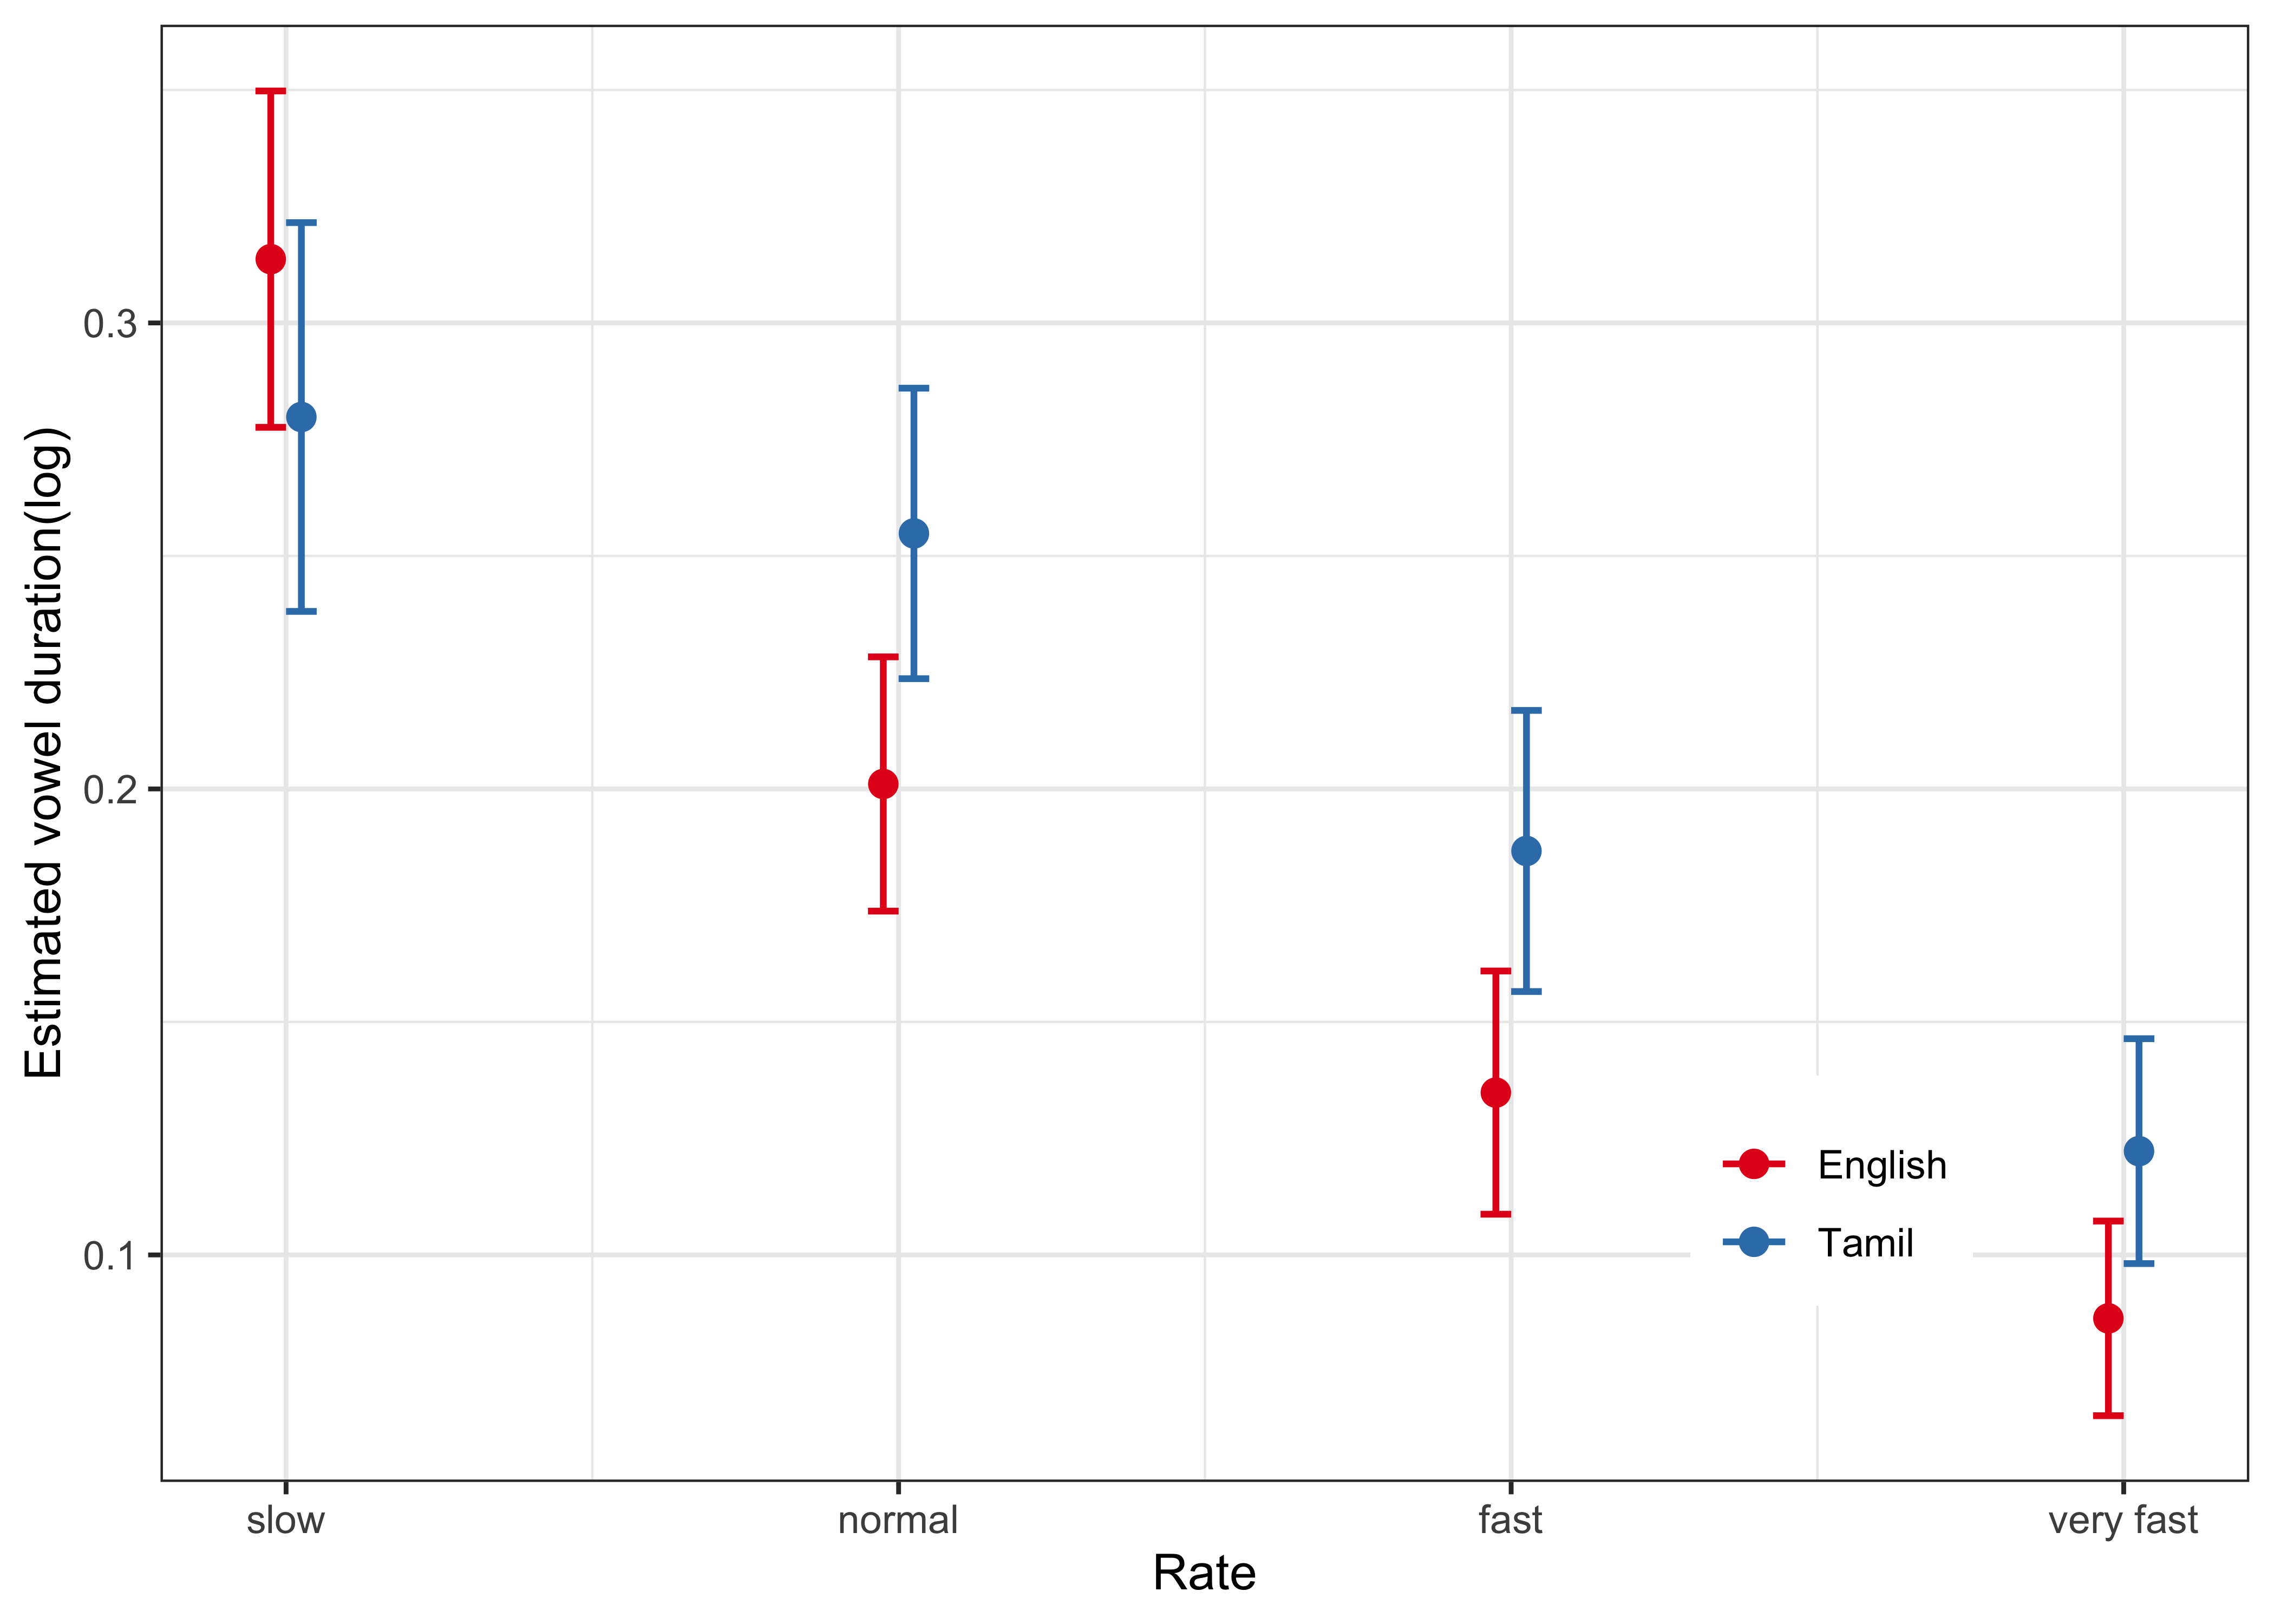 Estimated vowel duration(log)
0.3
0.2
0.1
English
Tamil
slow normal fast very fast
Rate